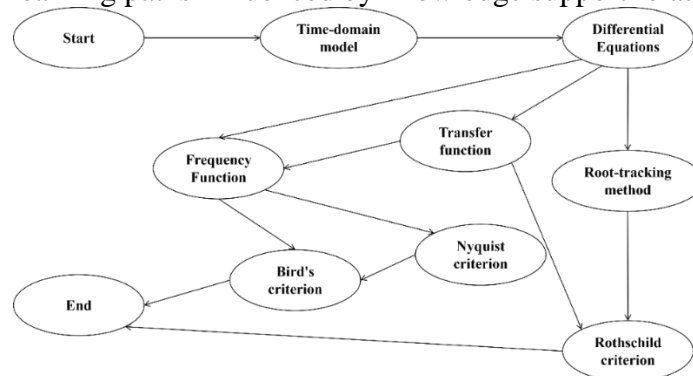 Start
Time-domain
model
Differential
Equations
Transfer
function
Frequency
Function
Root-tracking
method
Nyquist
criterion
Bird's
criterion
End
Rothschild
criterion